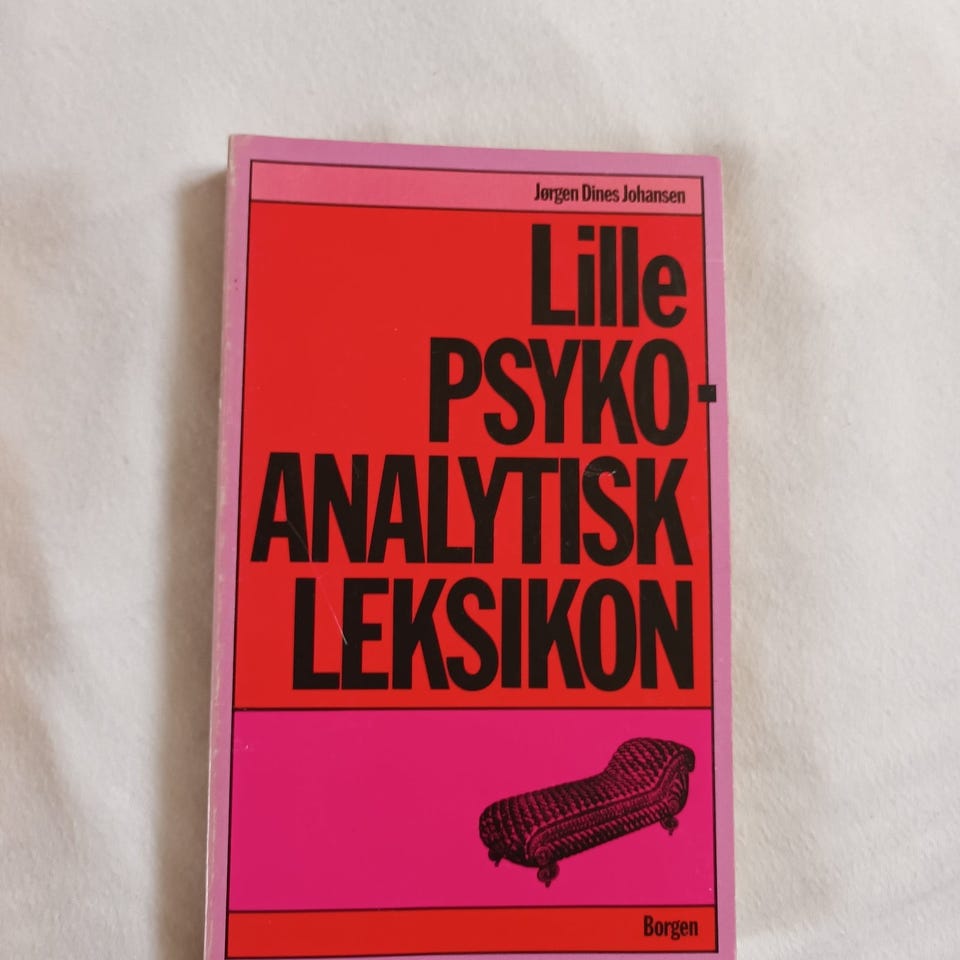 Jørgen Dines Johansen
Lille
PSYKO-
ANALYTISK
LEKSIKON
Borgen